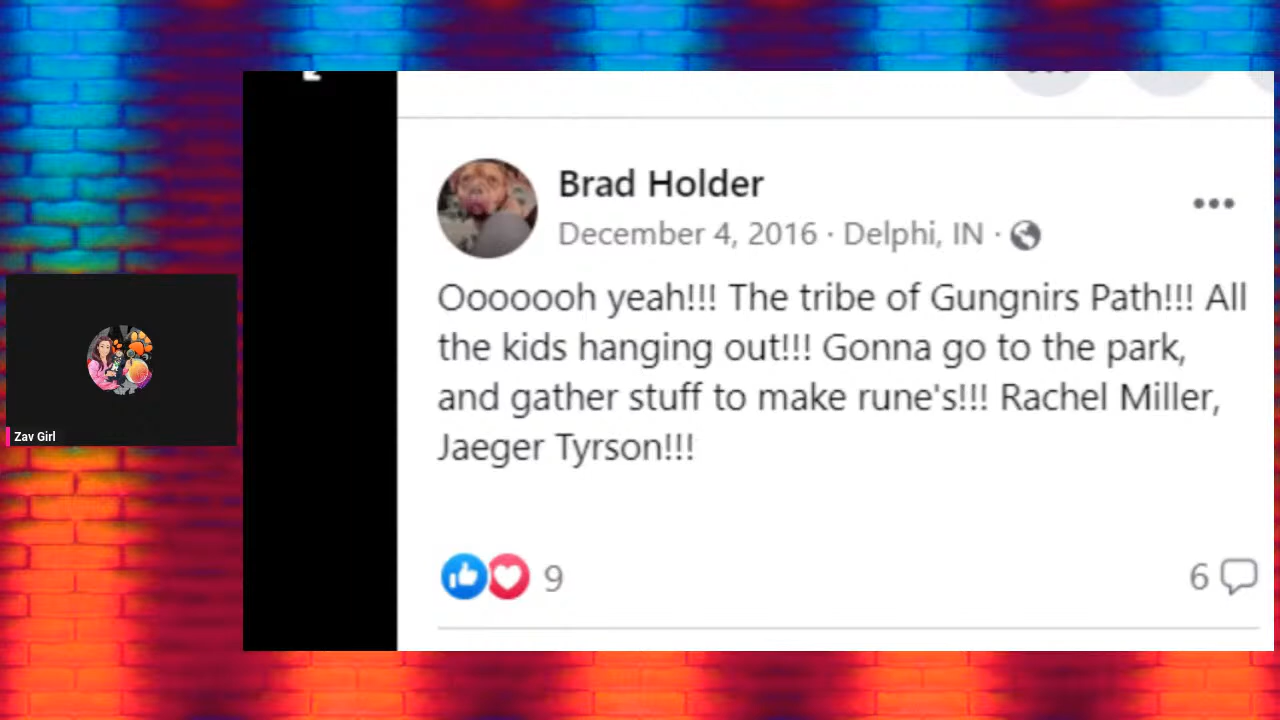 Brad Holder
December 4, 2016 · Delphi, IN ·
Ooooooh yeah!!! The tribe of Gungnirs Path!!! All
the kids hanging out!!! Gonna go to the park,
and gather stuff to make rune's!!! Rachel Miller,
Jaeger Tyrson!!!
9
6
Zav Girl